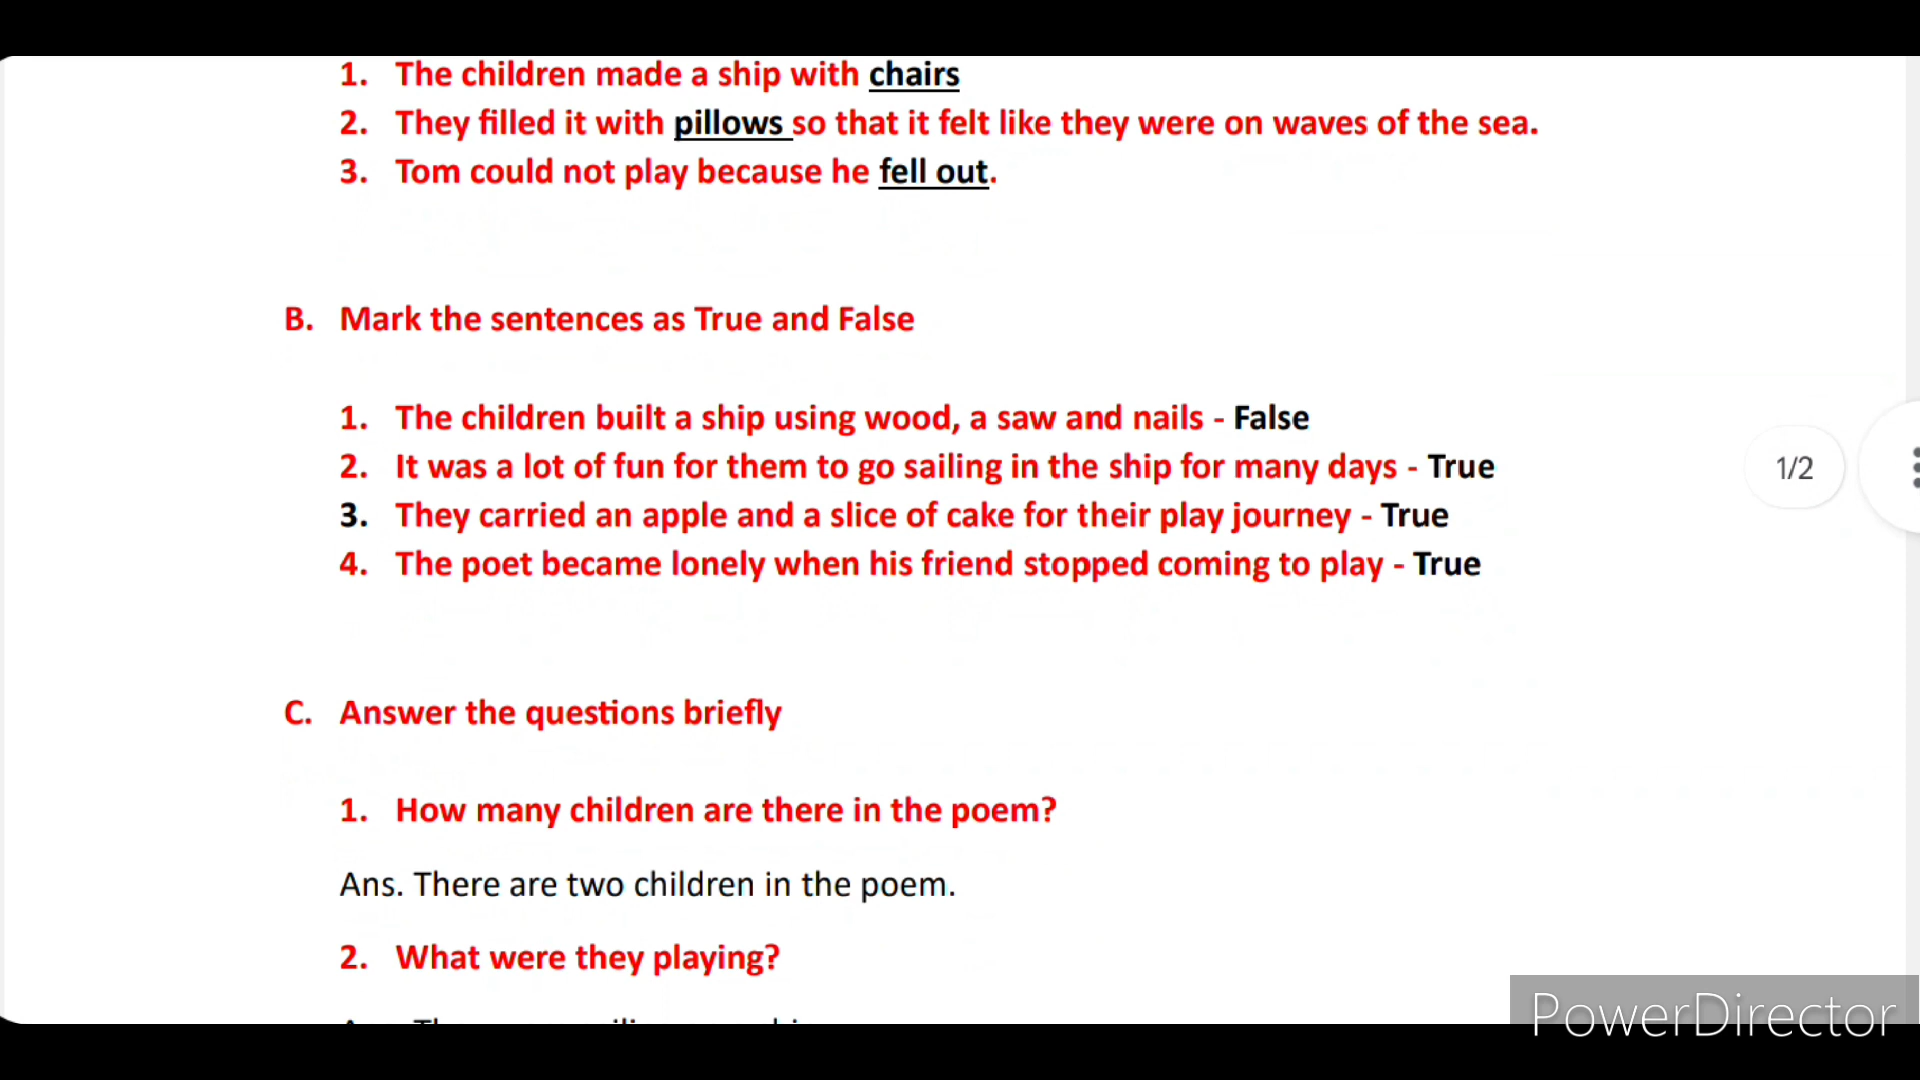 1. The children made a ship with chairs
2. They filled it with pillows so that it felt like they were on waves of the sea.
3. Tom could not play because he fell out.
B. Mark the sentences as True and False
1. The children built a ship using wood, a saw and nails - False
2. It was a lot of fun for them to go sailing in the ship for many days - True
3. They carried an apple and a slice of cake for their play journey - True
4. The poet became lonely when his friend stopped coming to play - True
1/2
C. Answer the questions briefly
1. How many children are there in the poem?
Ans. There are two children in the poem.
2. What were they playing?
PowerDirector